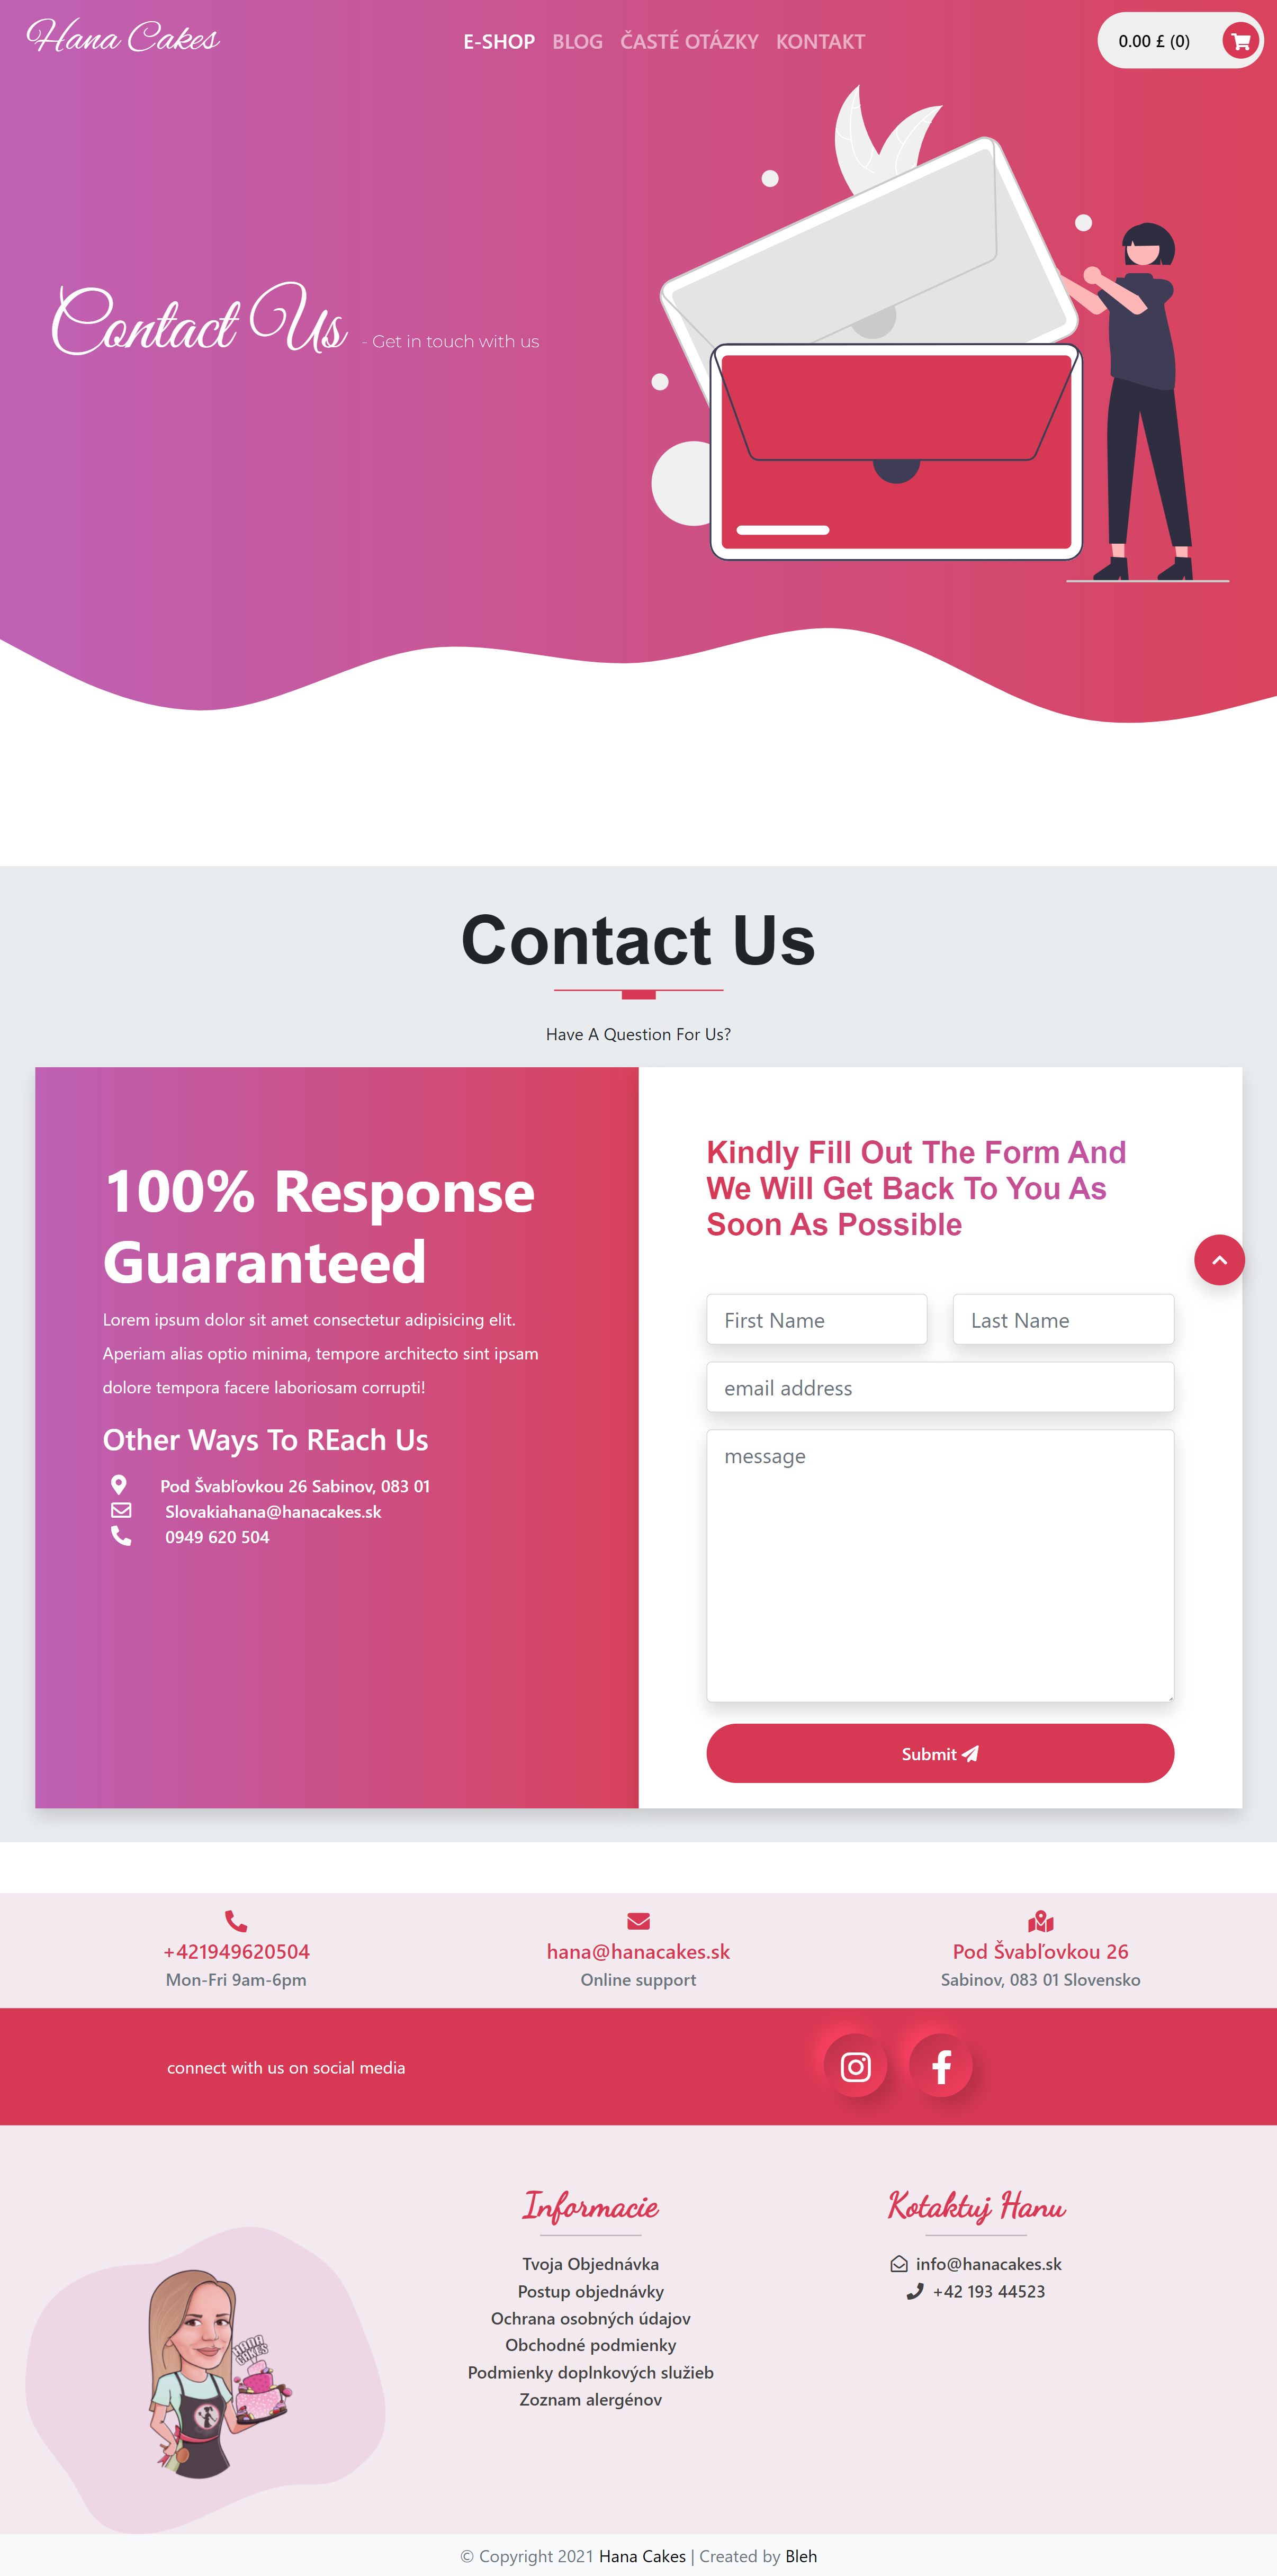 Hana Cakes
E-SHOP BLOG ČASTÉ OTÁZKY KONTAKT
0.00 £ (0)
Contact Us - Get in touch with us
Contact Us
Have A Question For Us?
100% Response
Guaranteed
Lorem ipsum dolor sit amet consectetur adipisicing elit.
Aperiam alias optio minima, tempore architecto sint ipsam
dolore tempora facere laboriosam corrupti!
Other Ways To REach Us
Pod Švabľovkou 26 Sabinov, 083 01
Slovakiahana@hanacakes.sk
0949 620 504
Kindly Fill Out The Form And
We Will Get Back To You As
Soon As Possible
First Name
Last Name
email address
message
Submit
+421949620504
Mon-Fri 9am-6pm
hana@hanacakes.sk
Online support
Pod Švabľovkou 26
Sabinov, 083 01 Slovensko
connect with us on social media
HANA
CAKES
Informacie
Tvoja Objednávka
Postup objednávky
Ochrana osobných údajov
Obchodné podmienky
Podmienky doplnkových služieb
Zoznam alergénov
Kotaktuj Hanu
info@hanacakes.sk
+42 193 44523
© Copyright 2021 Hana Cakes | Created by Bleh